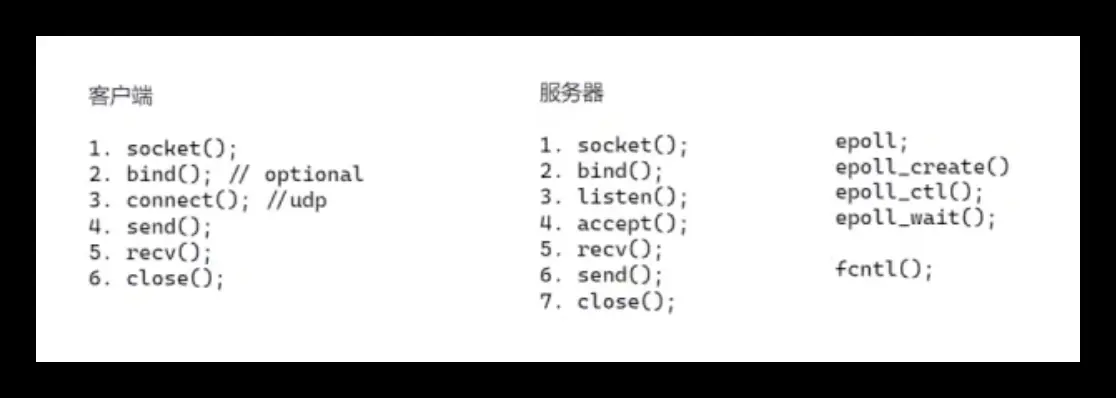 客户端
1. socket();
2. bind(); // optional
3. connect(); //udp
4. send();
5. recv();
6. close();
服务器
1. socket();
2. bind();
3. listen();
4. accept();
5. recv();
6. send();
7. close();
epoll;
epoll_create()
epoll_ctl();
epoll_wait();
fcntl();